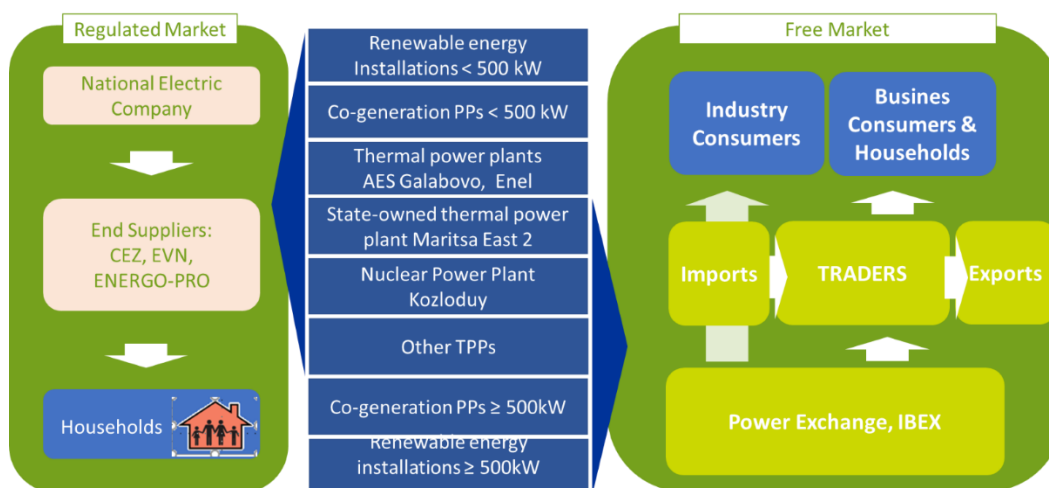 Regulated Market
National Electric
Company
End Suppliers:
CEZ, EVN,
ENERGO-PRO
Households
Renewable energy
Installations < 500 kW
Co-generation PPs < 500 kW
Thermal power plants
AES Galabovo, Enel
State-owned thermal power
plant Maritsa East 2
Nuclear Power Plant
Kozloduy
Other TPPs
Co-generation PPs ≥ 500kW
Renewable energy
installations ≥ 500kW
Free Market
Industry
Consumers
Busines
Consumers &
Households
Imports
TRADERS
Exports
Power Exchange, IBEX